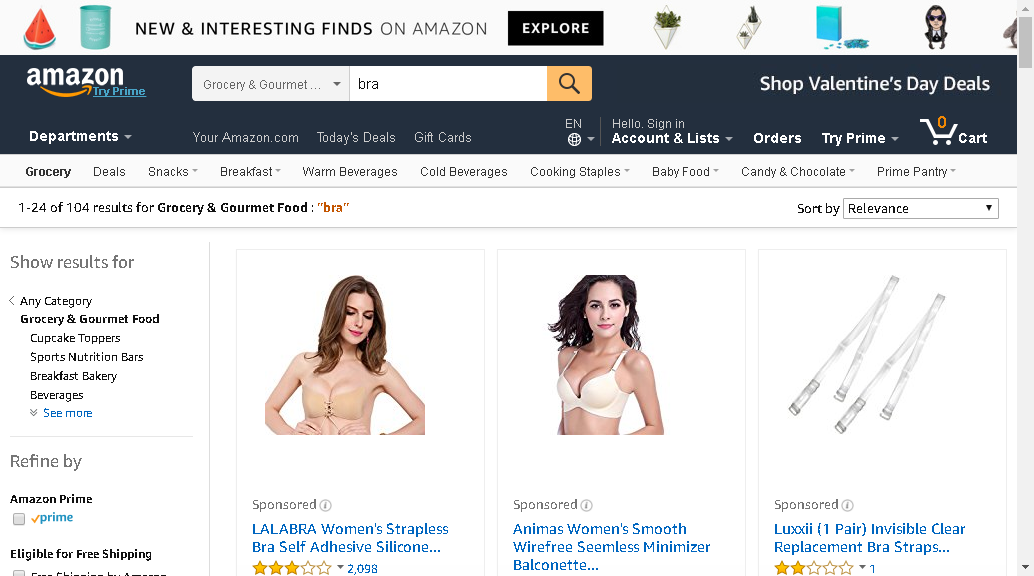 NEW & INTERESTING FINDS ON AMAZON EXPLORE
amazon
Try Prime
Grocery & Gourmet ... bra
Shop Valentine's Day Deals
Departments
Your Amazon.com Today's Deals Gift Cards
EN
Hello. Sign in
Account & Lists
Orders
Try Prime
0
Cart
Grocery Deals Snacks Breakfast Warm Beverages Cold Beverages Cooking Staples Baby Food Candy & Chocolate Prime Pantry
1-24 of 104 results for Grocery & Gourmet Food : "bra"
Sort by Relevance
Show results for
Any Category
Grocery & Gourmet Food
Cupcake Toppers
Sports Nutrition Bars
Breakfast Bakery
Beverages
See more
Refine by
Amazon Prime
prime
Eligible for Free Shipping
Free Shipping by Amazon
Sponsored
LALABRA Women's Strapless
Bra Self Adhesive Silicone...
2,098
Sponsored
Animas Women's Smooth
Wirefree Seemless Minimizer
Balconette...
Sponsored
Luxxii (1 Pair) Invisible Clear
Replacement Bra Straps...
1